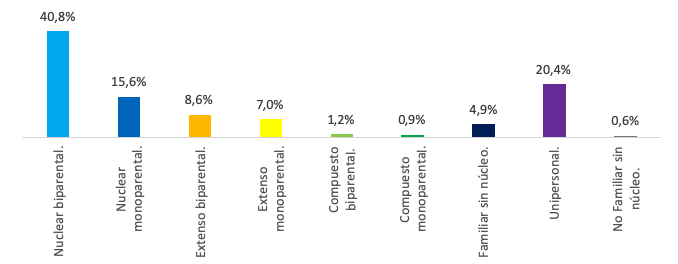 40,8%
15,6%
8,6%
7,0%
1,2%
0,9%
4,9%
20,4%
0,6%
Nuclear biparental.
Nuclear
monoparental.
Extenso biparental.
Extenso
monoparental.
Compuesto
biparental.
Compuesto
monoparental.
Familiar sin núcleo.
Unipersonal.
No Familiar sin
núcleo.